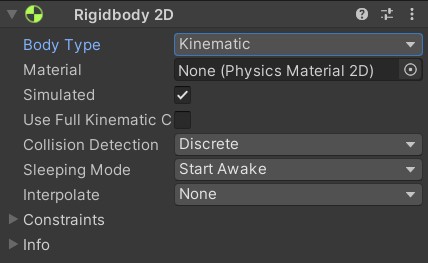 Rigidbody 2D
Body Type Kinematic
Material None (Physics Material 2D)
Simulated
Use Full Kinematic C
Collision Detection Discrete
Sleeping Mode Start Awake
Interpolate None
Constraints
Info